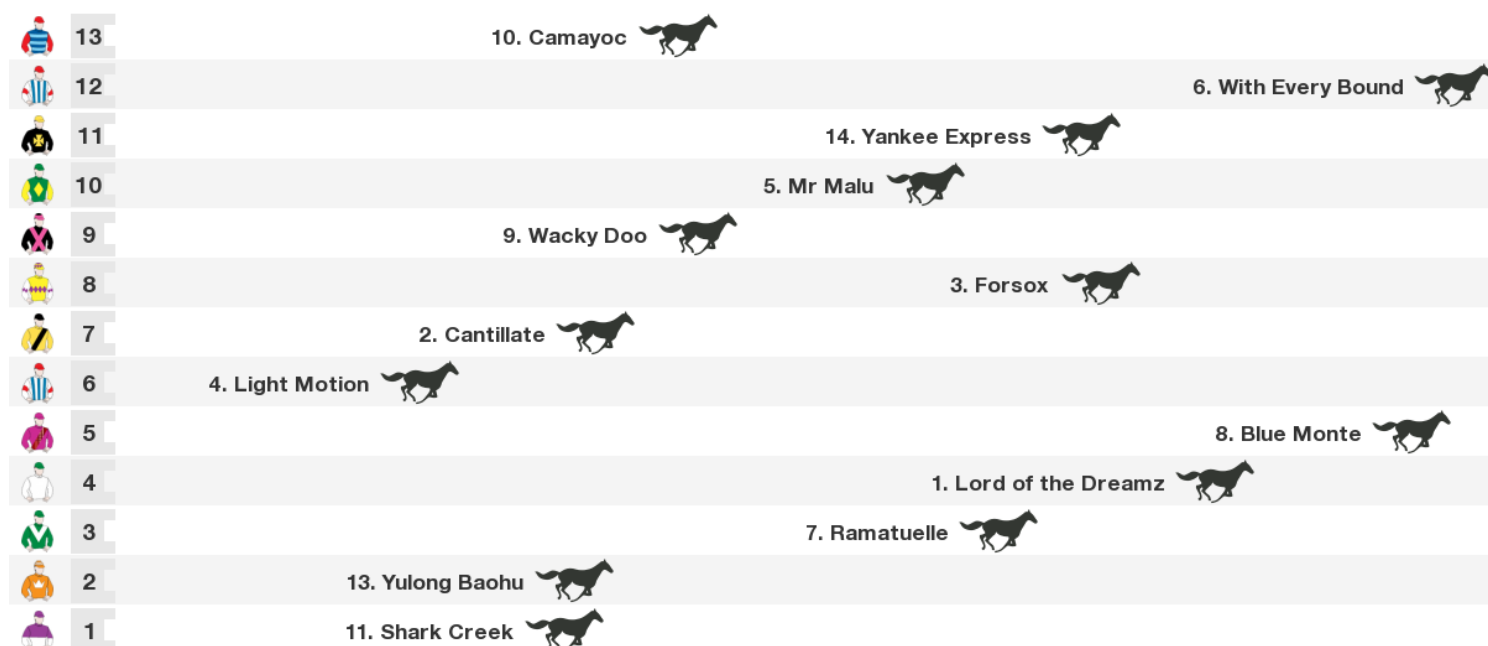 13 10. Camayoc
12 6. With Every Bound
11 14. Yankee Express
10 5. Mr Malu
9 9. Wacky Doo
8 3. Forsox
7 2. Cantillate
6 4. Light Motion
5 8. Blue Monte
4 1. Lord of the Dreamz
3 7. Ramatuelle
2 13. Yulong Baohu
1 11. Shark Creek